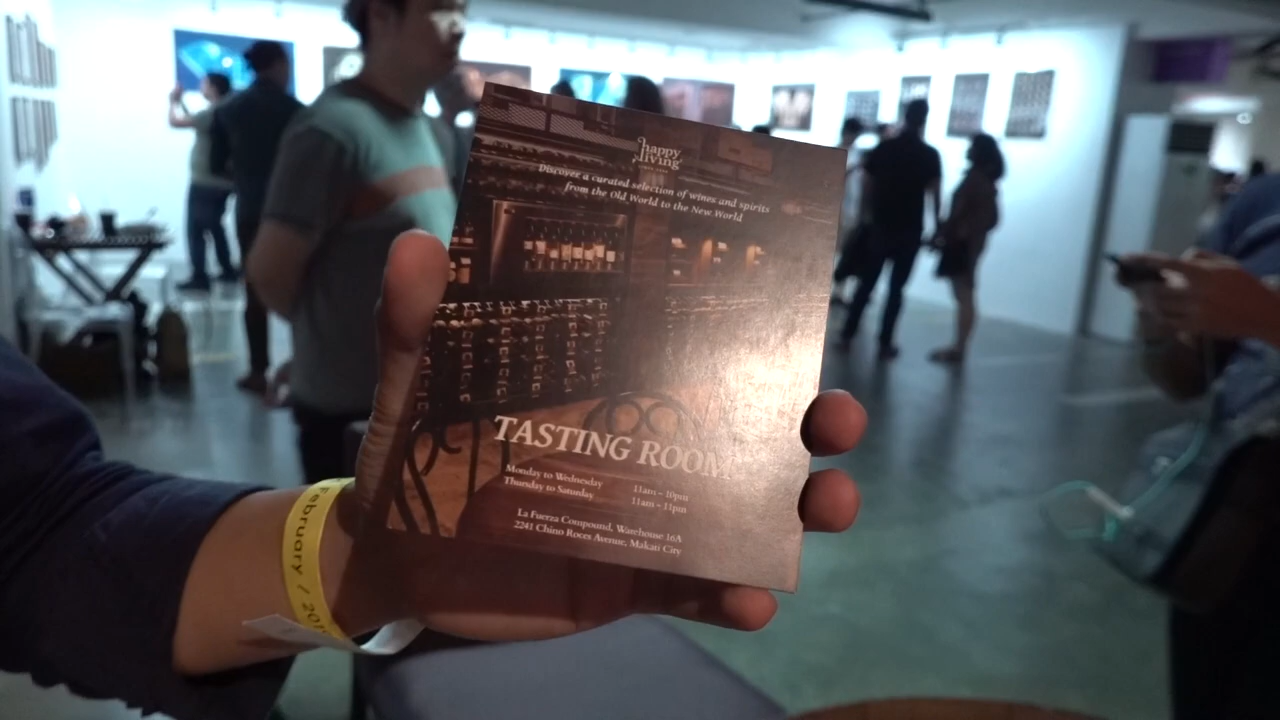 happy
living
Discover a curated selection of wines and spirits
from the Old World to the New World
TASTING ROOM
Monday to Wednesday 11am - 10pm
Thursday to Saturday 11am - 11pm
La Fuerza Compound, Warehouse 16A
2241 Chino Roces Avenue, Makati City
February /